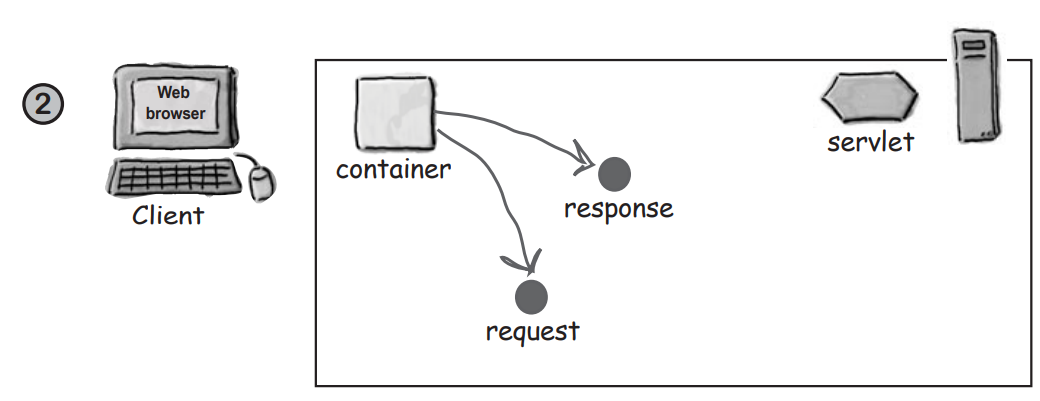 2
Web
browser
Client
container
response
request
servlet